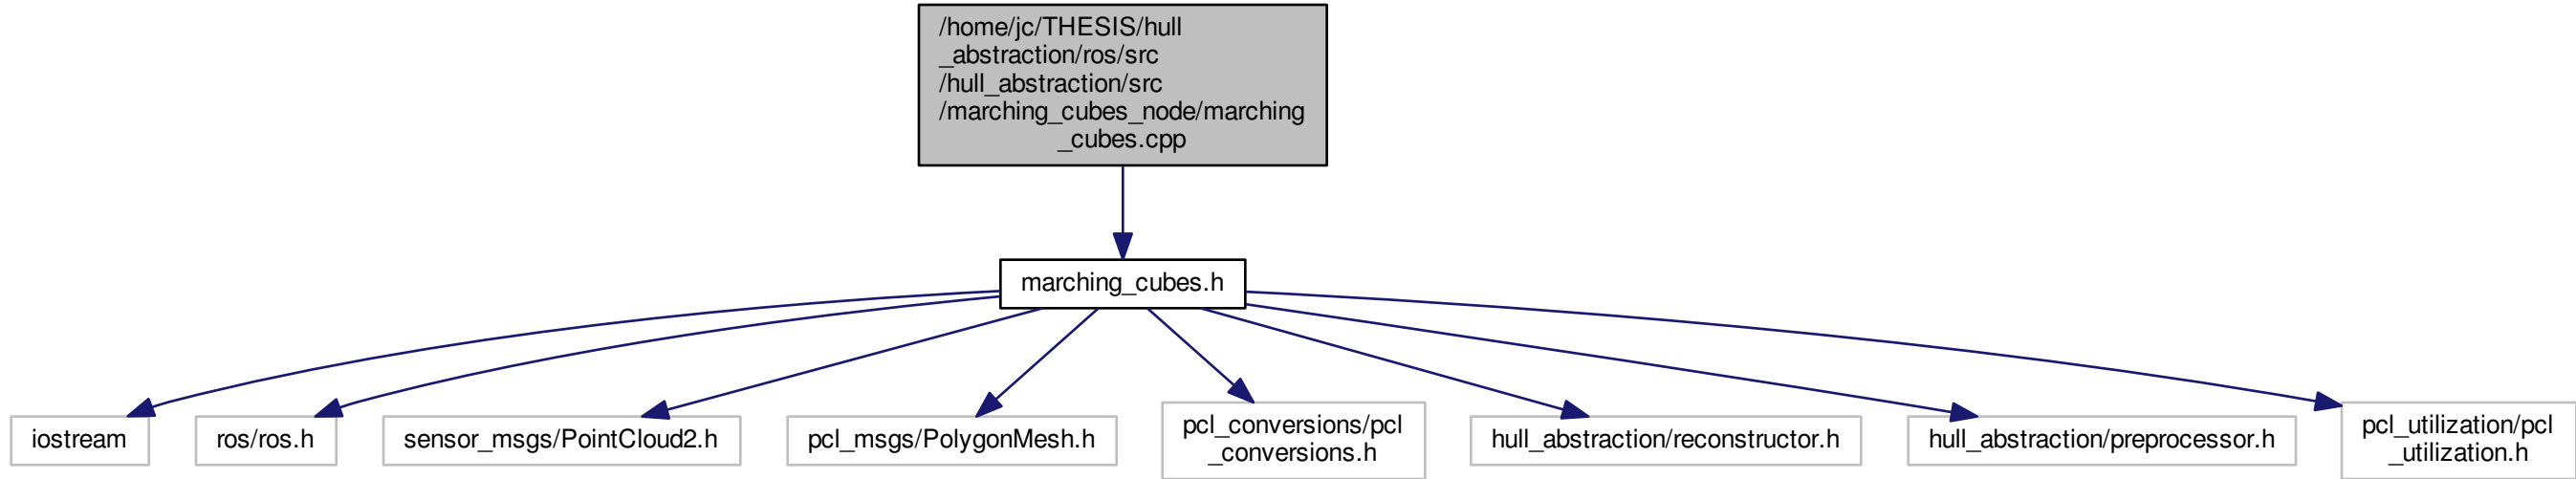 /home/jc/THESIS/hull
_abstraction/ros/src
/hull_abstraction/src
/marching_cubes_node/marching
_cubes.cpp
marching_cubes.h
iostream
ros/ros.h
sensor_msgs/PointCloud2.h
pcl_msgs/PolygonMesh.h
pcl_conversions/pcl
_conversions.h
hull_abstraction/reconstructor.h
hull_abstraction/preprocessor.h
pcl_utilization/pcl
_utilization.h